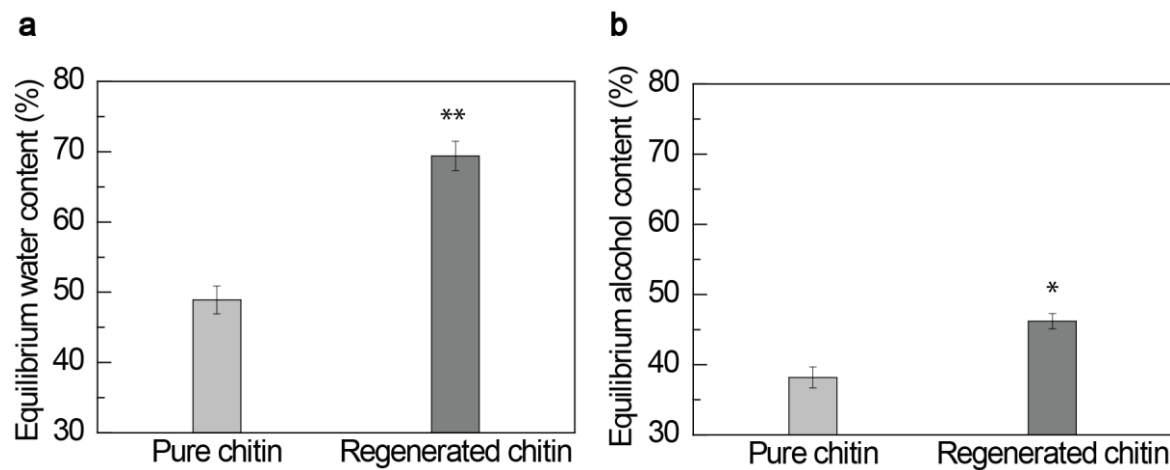 a
Equilibrium water content (%)
80
70
60
50
40
30
**
Pure chitin
Regenerated chitin
b
Equilibrium alcohol content (%)
80
70
60
50
40
30
*
Pure chitin
Regenerated chitin